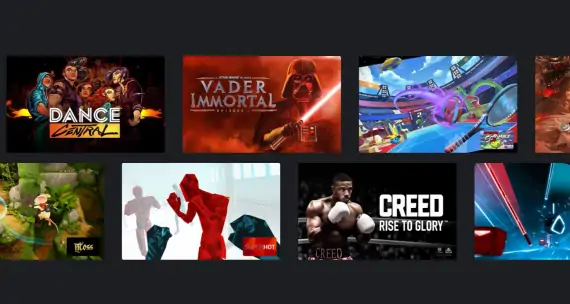 DANCE
CENTRAL
STAR WARS
VADER
IMMORTAL
EPISODE I
Moss
SUPERHOT
CREED
RISE TO GLORY
CREED